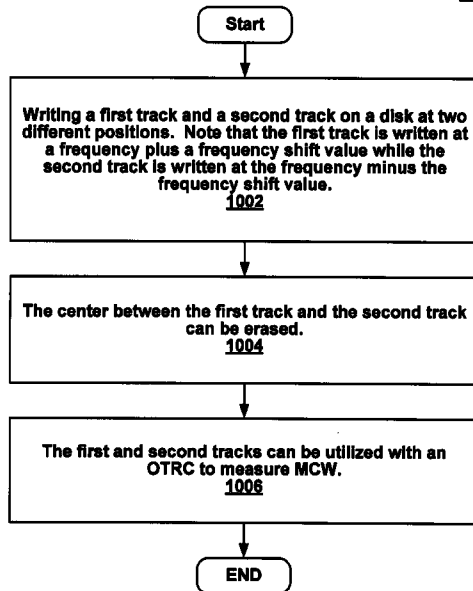 Start
Writing a first track and a second track on a disk at two
different positions. Note that the first track is written at
a frequency plus a frequency shift value while the
second track is written at the frequency minus the
frequency shift value.
1002
The center between the first track and the second track
can be erased.
1004
The first and second tracks can be utilized with an
OTRC to measure MCW.
1006
END